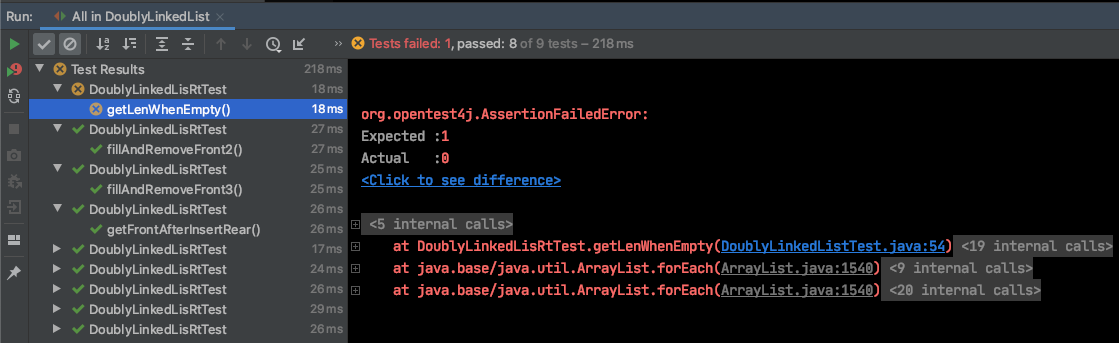 Run: All in DoublyLinkedList ×
» Tests failed: 1, passed: 8 of 9 tests – 218 ms
Test Results 218 ms
DoublyLinkedLisRtTest 18 ms
getLenWhenEmpty() 18 ms
DoublyLinkedLisRtTest 27 ms
fillAndRemoveFront2() 27 ms
DoublyLinkedLisRtTest 25 ms
fillAndRemoveFront3() 25 ms
DoublyLinkedLisRtTest 26 ms
getFrontAfterInsertRear() 26 ms
DoublyLinkedLisRtTest 17 ms
DoublyLinkedLisRtTest 24 ms
DoublyLinkedLisRtTest 26 ms
DoublyLinkedLisRtTest 29 ms
DoublyLinkedLisRtTest 26 ms
org.opentest4j.AssertionFailedError:
Expected :1
Actual   :0
<Click to see difference>
<5 internal calls>
at DoublyLinkedLisRtTest.getLenWhenEmpty(DoublyLinkedListTest.java:54) <19 internal calls>
at java.base/java.util.ArrayList.forEach(ArrayList.java:1540) <9 internal calls>
at java.base/java.util.ArrayList.forEach(ArrayList.java:1540) <20 internal calls>